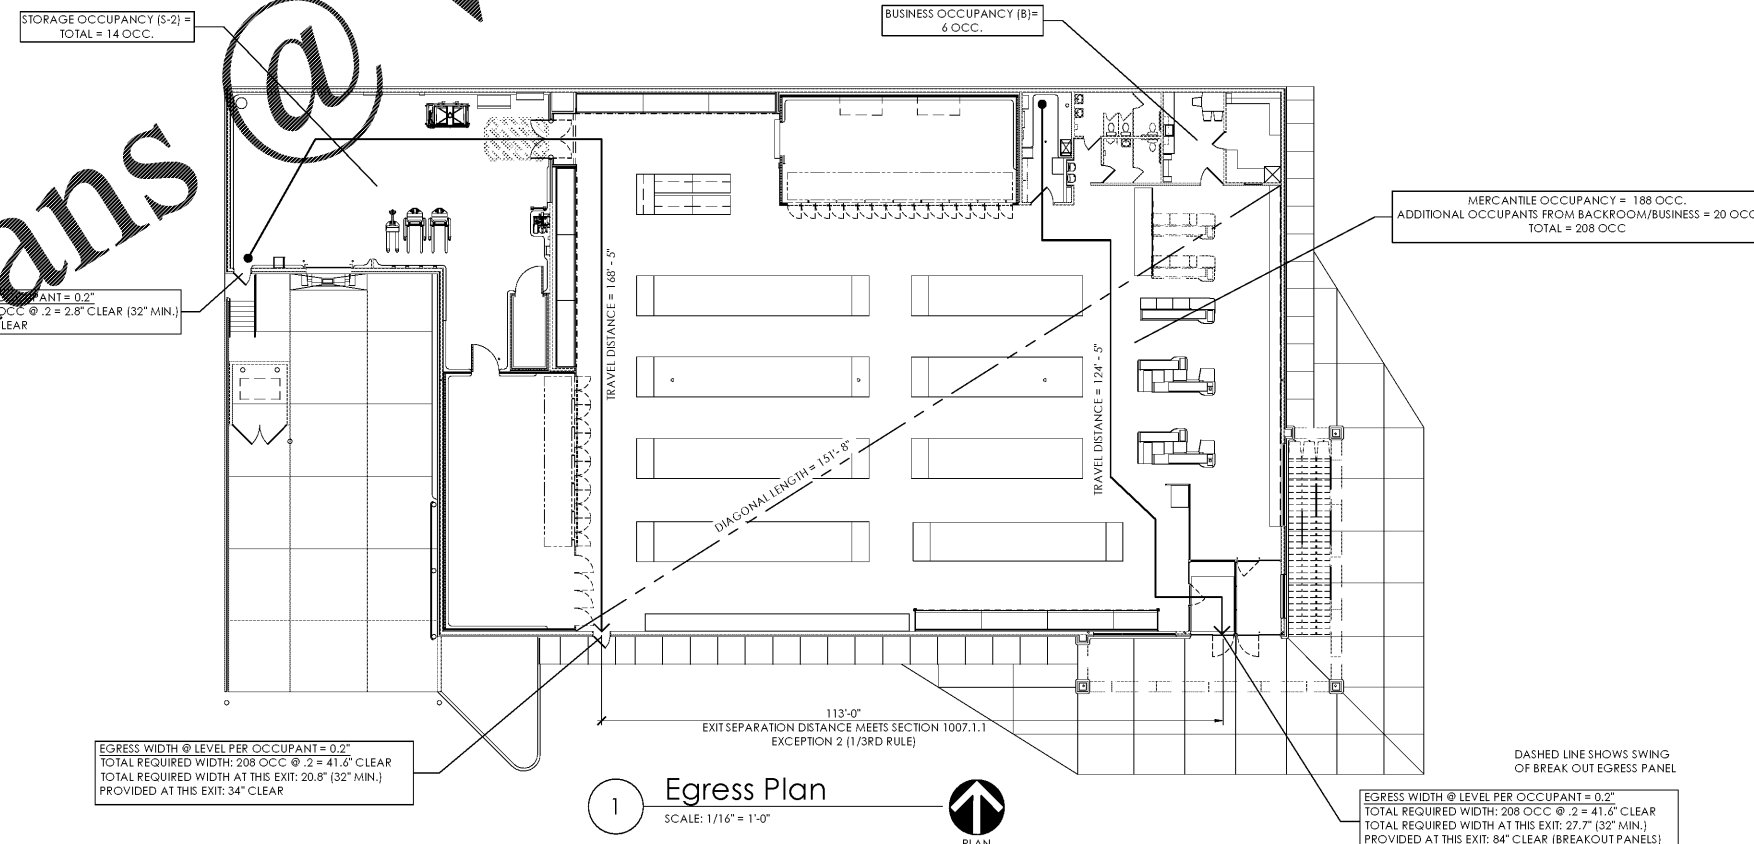 STORAGE OCCUPANCY (S-2) =
TOTAL = 14 OCC.
BUSINESS OCCUPANCY (B)=
6 OCC.
MERCANTILE OCCUPANCY = 188 OCC.
ADDITIONAL OCCUPANTS FROM BACKROOM/BUSINESS = 20 OCC
TOTAL = 208 OCC
ans @
PANT = 0.2"
OCC @ .2 = 2.8" CLEAR (32" MIN.)
LEAR
TRAVEL DISTANCE = 168' - 5"
TRAVEL DISTANCE = 124' - 5"
DIAGONAL LENGTH = 151'- 8"
113'-0"
EXIT SEPARATION DISTANCE MEETS SECTION 1007.1.1
EXCEPTION 2 (1/3RD RULE)
EGRESS WIDTH @ LEVEL PER OCCUPANT = 0.2"
TOTAL REQUIRED WIDTH: 208 OCC @ .2 = 41.6" CLEAR
TOTAL REQUIRED WIDTH AT THIS EXIT: 20.8" (32" MIN.)
PROVIDED AT THIS EXIT: 34" CLEAR
1
Egress Plan
SCALE: 1/16" = 1'-0"
PLAN
DASHED LINE SHOWS SWING
OF BREAK OUT EGRESS PANEL
EGRESS WIDTH @ LEVEL PER OCCUPANT = 0.2"
TOTAL REQUIRED WIDTH: 208 OCC @ .2 = 41.6" CLEAR
TOTAL REQUIRED WIDTH AT THIS EXIT: 27.7" (32" MIN.)
PROVIDED AT THIS EXIT: 84" CLEAR (BREAKOUT PANELS)